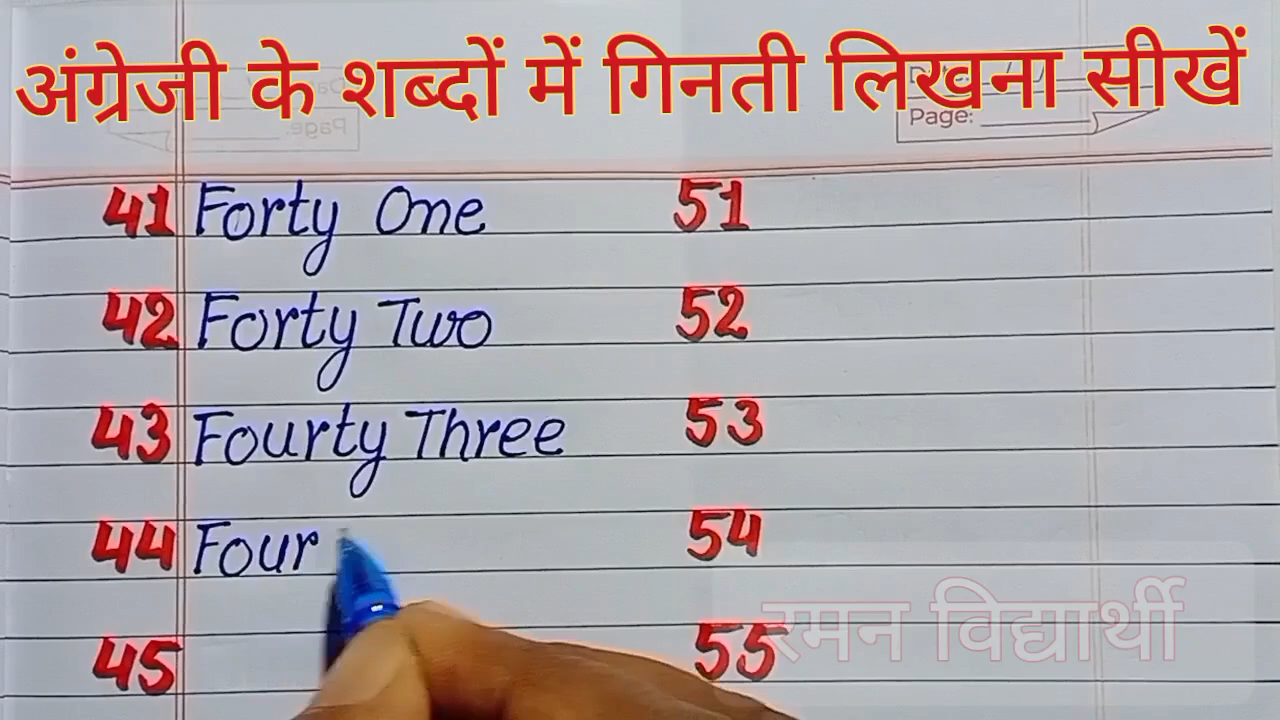 अंग्रेजी के शब्दों में गिनती लिखना सीखें
Page:
Page:
41 Forty One 51
42 Forty Two 52
43 Fourty Three 53
44 Four 54
45 55
रमन विद्यार्थी